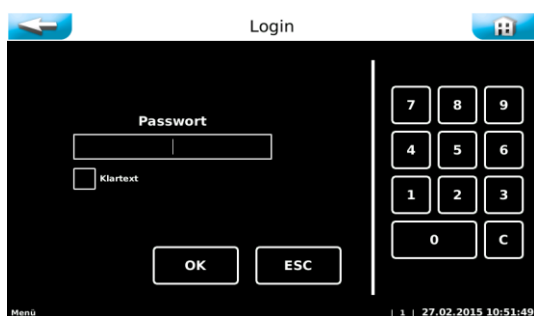 Login
Passwort
Klartext
OK ESC
7 8 9
4 5 6
1 2 3
0 C
Menü | 1 | 27.02.2015 10:51:49